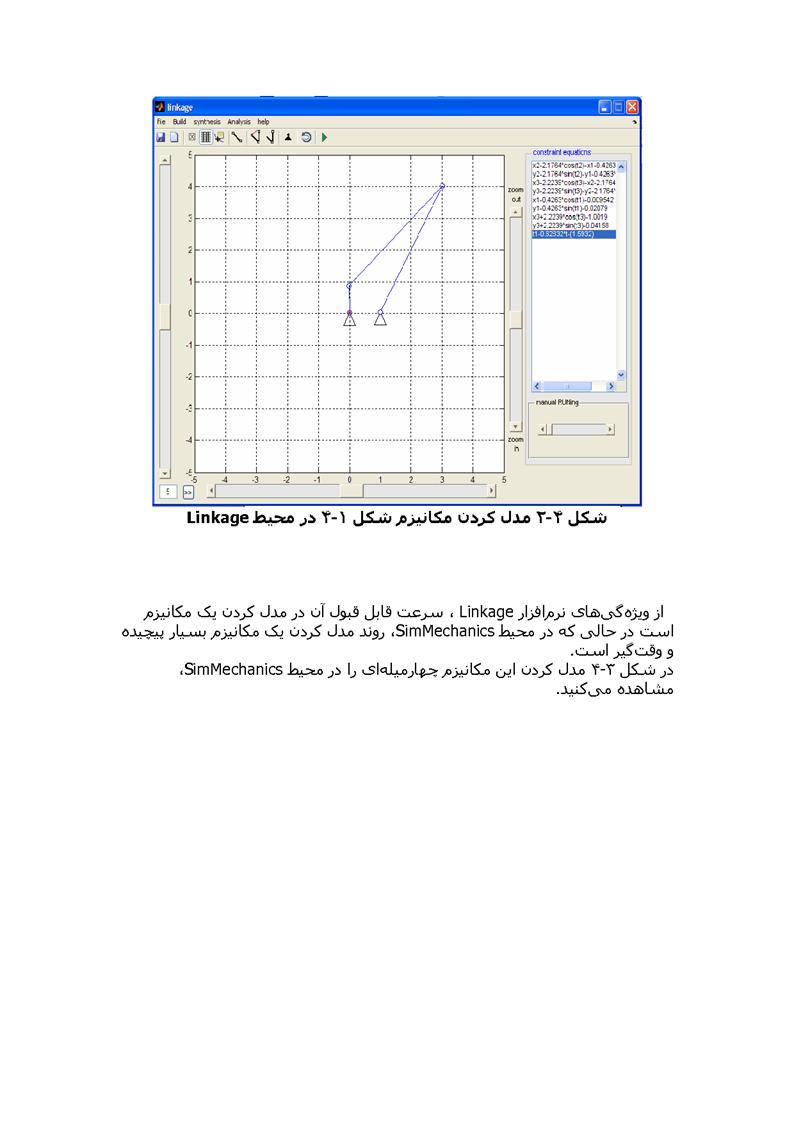 linkage
File Build synthesis Analysis help
constraint equations
x2-2.1764*cos(t2)-x1-0.4263
y2-2.1764*sin(t2)-y1-0.4263*
x3-2.2239*cos(t3)-x2-2.1764
y3-2.2239*sin(t3)-y2-2.1764*
x1-0.4263*cos(t1)-0.009542
y1-0.4263*sin(t1)-0.02079
x3+2.2239*cos(t3)-1.0019
y3+2.2239*sin(t3)-0.04158
zoom
out
5
4
3
2
1
0
-1
-2
-3
-4
-5
-5 -4 -3 -2 -1 0 1 2 3 4 5
zoom
in
manual RUNing
5 >>
شکل ۴-۲ مدل کردن مکانیزم شکل ۱-۴ در محیط Linkage
از ویژه‌گی‌های نرم‌افزار Linkage ، سرعت قابل قبول آن در مدل کردن یک مکانیزم
است در حالی که در محیط SimMechanics، روند مدل کردن یک مکانیزم بسیار پیچیده
و وقت‌گیر است.
در شکل ۳-۴ مدل کردن این مکانیزم چهارمیله‌ای را در محیط SimMechanics،
مشاهده می‌کنید.